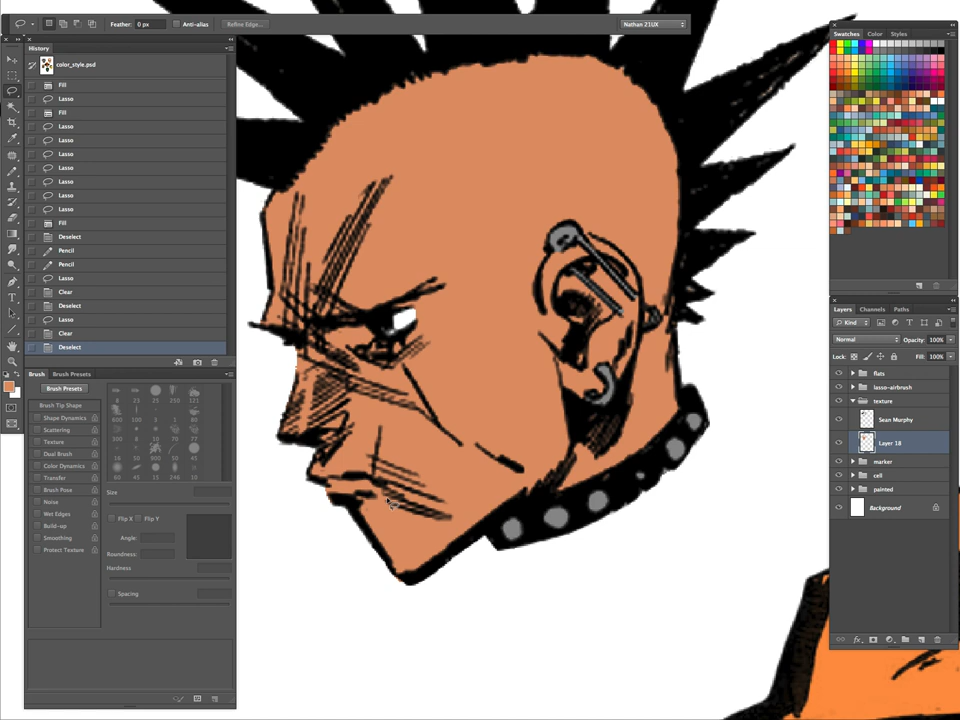 Feather: 0 px Anti-alias Refine Edge... Nathan 21UX
History
color_style.psd
Fill
Lasso
Fill
Lasso
Lasso
Lasso
Lasso
Lasso
Lasso
Lasso
Fill
Deselect
Pencil
Pencil
Lasso
Clear
Deselect
Lasso
Clear
Deselect
Brush Brush Presets
Brush Presets
Brush Tip Shape
Shape Dynamics
Scattering
Texture
Dual Brush
Color Dynamics
Transfer
Brush Pose
Noise
Wet Edges
Build-up
Smoothing
Protect Texture
Size
Flip X Flip Y
Angle:
Roundness:
Hardness
Spacing
Swatches Color Styles
Layers Channels Paths
Kind
Normal Opacity: 100%
Lock: Fill: 100%
flats
lasso-airbrush
texture
Sean Murphy
Layer 18
marker
cell
painted
Background